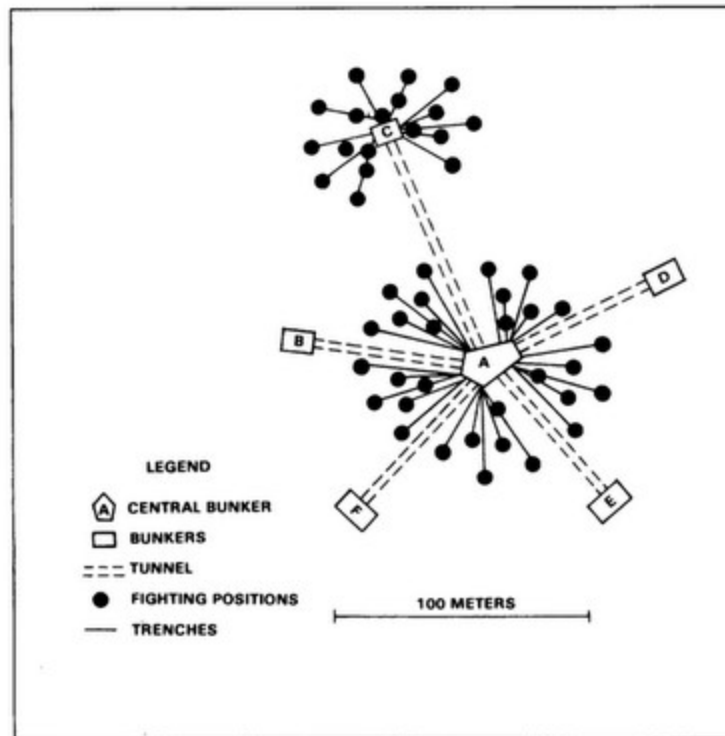 C
D
B
A
E
F
LEGEND
A CENTRAL BUNKER
BUNKERS
TUNNEL
FIGHTING POSITIONS
TRENCHES
100 METERS